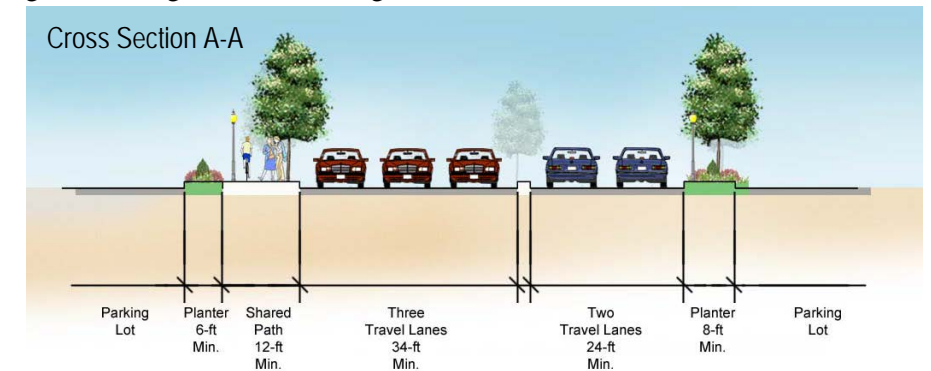 Cross Section A-A
Parking
Lot
Planter
6-ft
Min.
Shared
Path
12-ft
Min.
Three
Travel Lanes
34-ft
Min.
Two
Travel Lanes
24-ft
Min.
Planter
8-ft
Min.
Parking
Lot